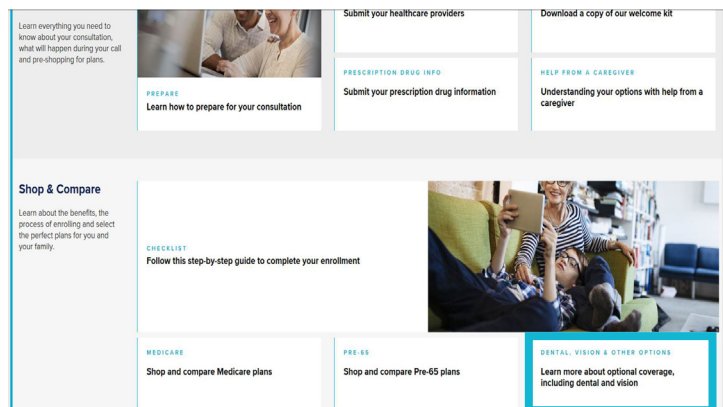 Learn everything you need to
know about your consultation,
what will happen during your call
and pre-shopping for plans.
Submit your healthcare providers
Download a copy of our welcome kit
PREPARE
Learn how to prepare for your consultation
PRESCRIPTION DRUG INFO
Submit your prescription drug information
HELP FROM A CAREGIVER
Understanding your options with help from a
caregiver
Shop & Compare
Learn about the benefits, the
process of enrolling and select
the perfect plans for you and
your family.
CHECKLIST
Follow this step-by-step guide to complete your enrollment
MEDICARE
Shop and compare Medicare plans
PRE-65
Shop and compare Pre-65 plans
DENTAL, VISION & OTHER OPTIONS
Learn more about optional coverage,
including dental and vision